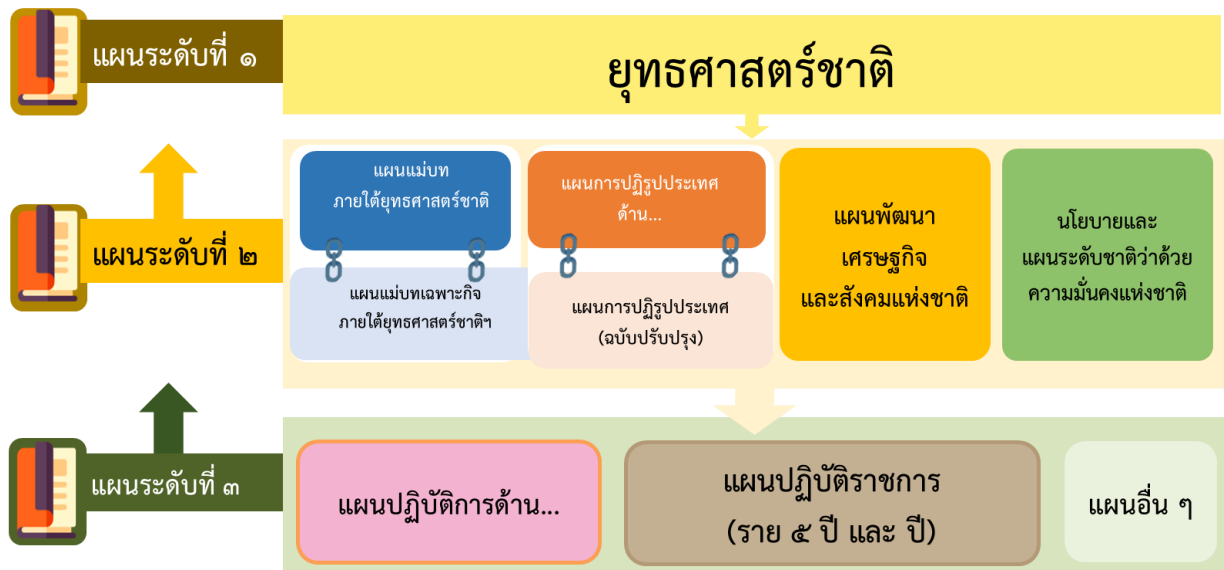 แผนระดับที่ ๑
ยุทธศาสตร์ชาติ
แผนระดับที่ ๒
แผนแม่บท
ภายใต้ยุทธศาสตร์ชาติ
แผนแม่บทเฉพาะกิจ
ภายใต้ยุทธศาสตร์ชาติฯ
แผนการปฏิรูปประเทศ
ด้าน...
แผนการปฏิรูปประเทศ
(ฉบับปรับปรุง)
แผนพัฒนา
เศรษฐกิจ
และสังคมแห่งชาติ
นโยบายและ
แผนระดับชาติว่าด้วย
ความมั่นคงแห่งชาติ
แผนระดับที่ ๓
แผนปฏิบัติการด้าน...
แผนปฏิบัติราชการ
(ราย ๕ ปี และ ปี)
แผนอื่น ๆ